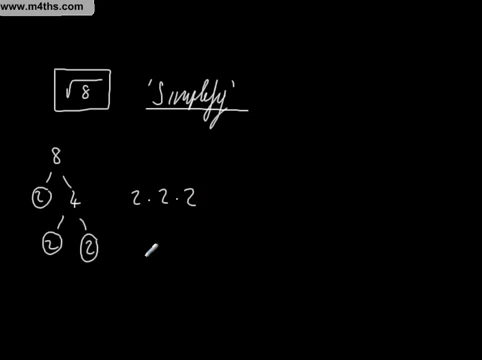 www.m4ths.com
√8 'Simplify'
8
2 4 2 . 2 . 2
2 2